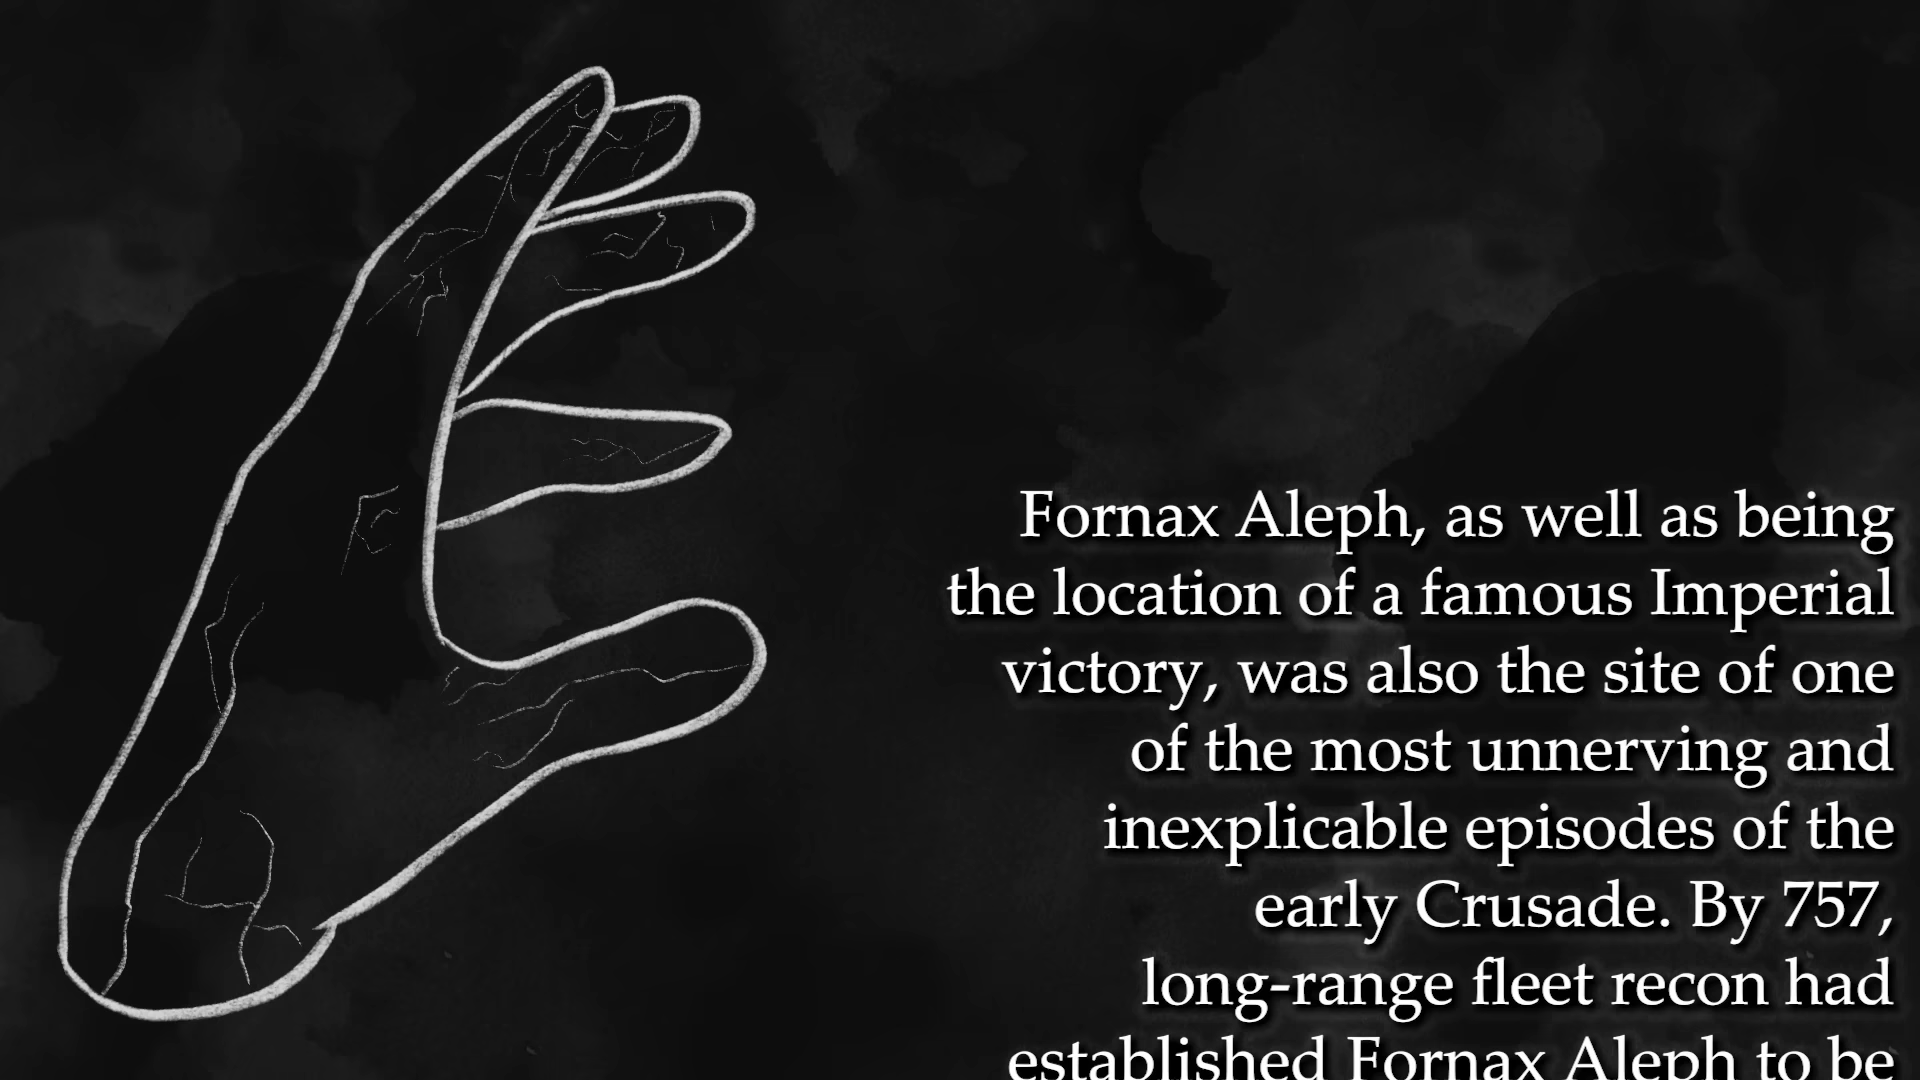 Fornax Aleph, as well as being
the location of a famous Imperial
victory, was also the site of one
of the most unnerving and
inexplicable episodes of the
early Crusade. By 757,
long-range fleet recon had
established Fornax Aleph to be